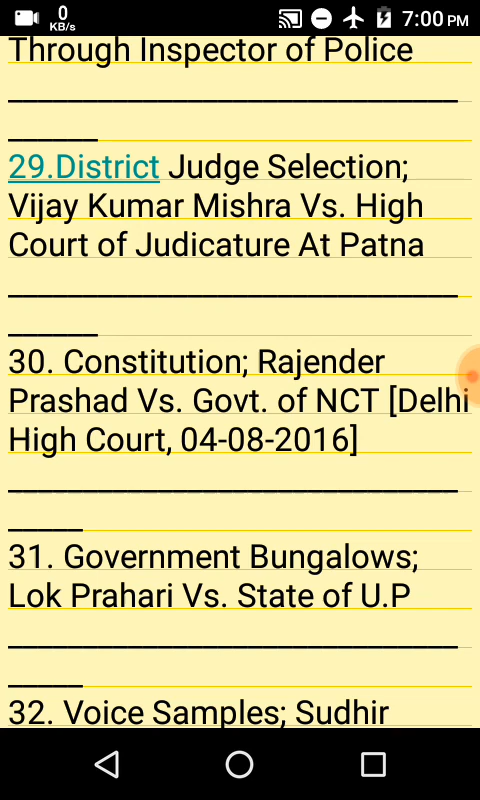 0
KB/s
7:00 PM
Through Inspector of Police
______________________________
______
29.District Judge Selection;
Vijay Kumar Mishra Vs. High
Court of Judicature At Patna
______________________________
______
30. Constitution; Rajender
Prashad Vs. Govt. of NCT [Delhi
High Court, 04-08-2016]
______________________________
_____
31. Government Bungalows;
Lok Prahari Vs. State of U.P
______________________________
_____
32. Voice Samples; Sudhir